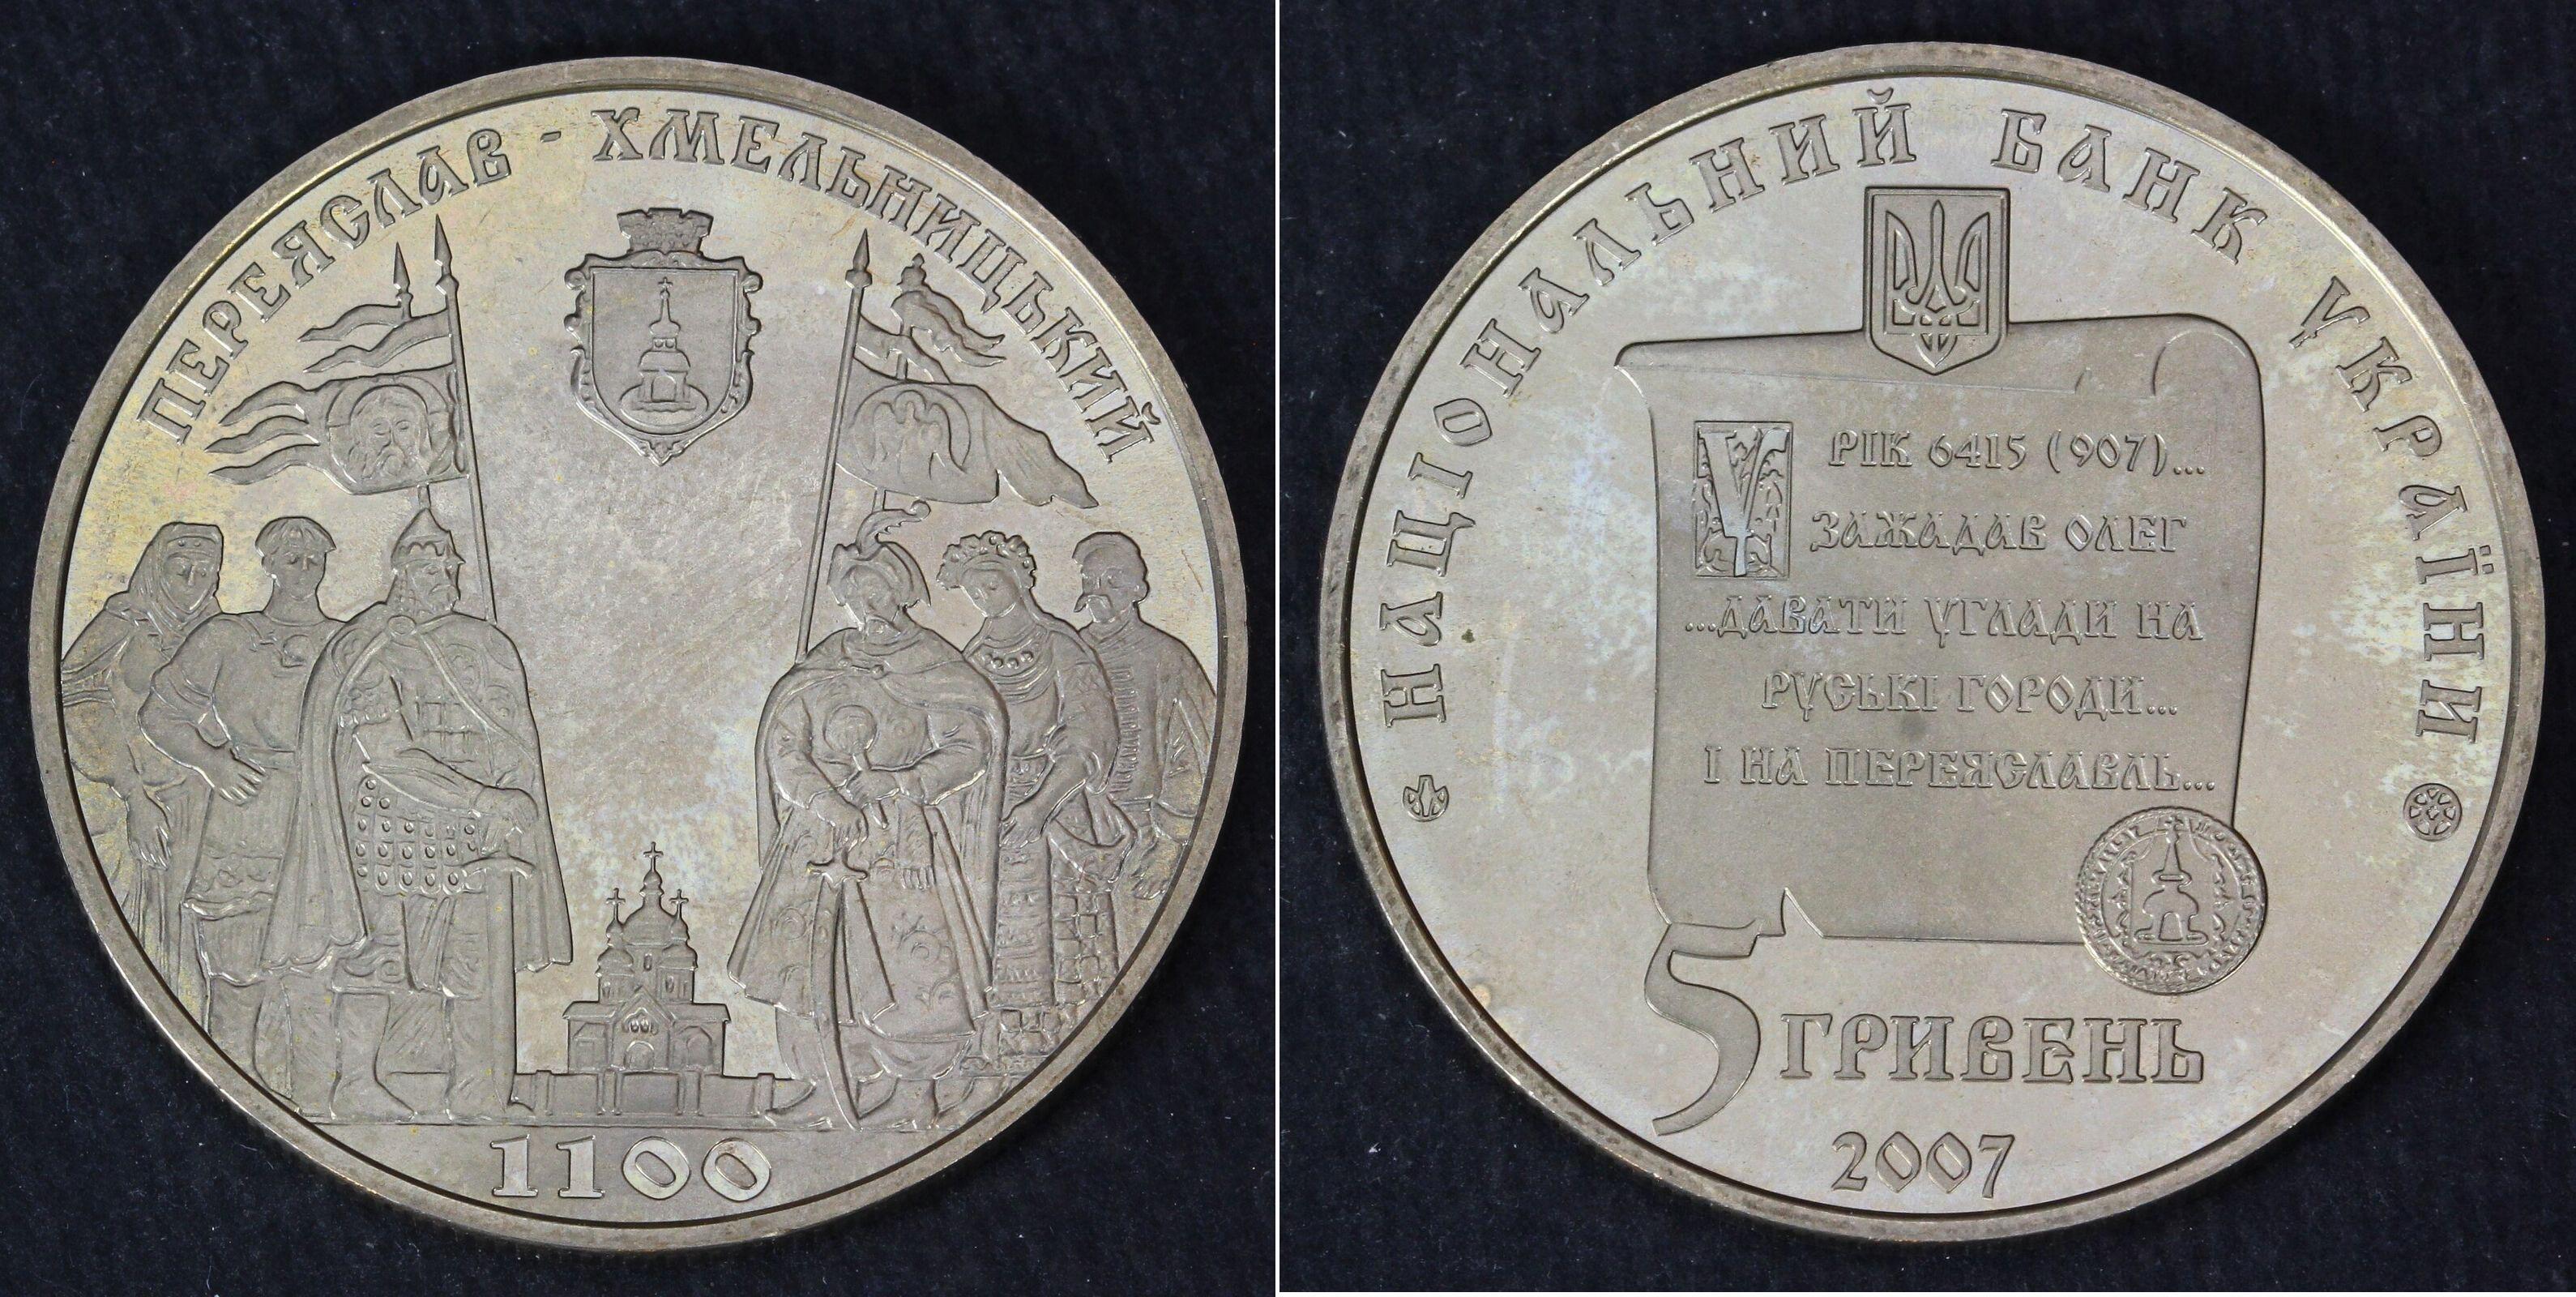 ПЕРЕЯСЛАВ - ХМЕЛЬНИЦЬКИЙ
1100
НАЦІОНАЛЬНИЙ БАНК УКРАЇНИ
У РІК 6415 (907)...
ЗАЖАДАВ ОЛЕГ
...ДАВАТИ УГЛАДИ НА
РУСЬКІ ГОРОДИ...
І НА ПЕРЕЯСЛАВЛЬ...
5 ГРИВЕНЬ
2007